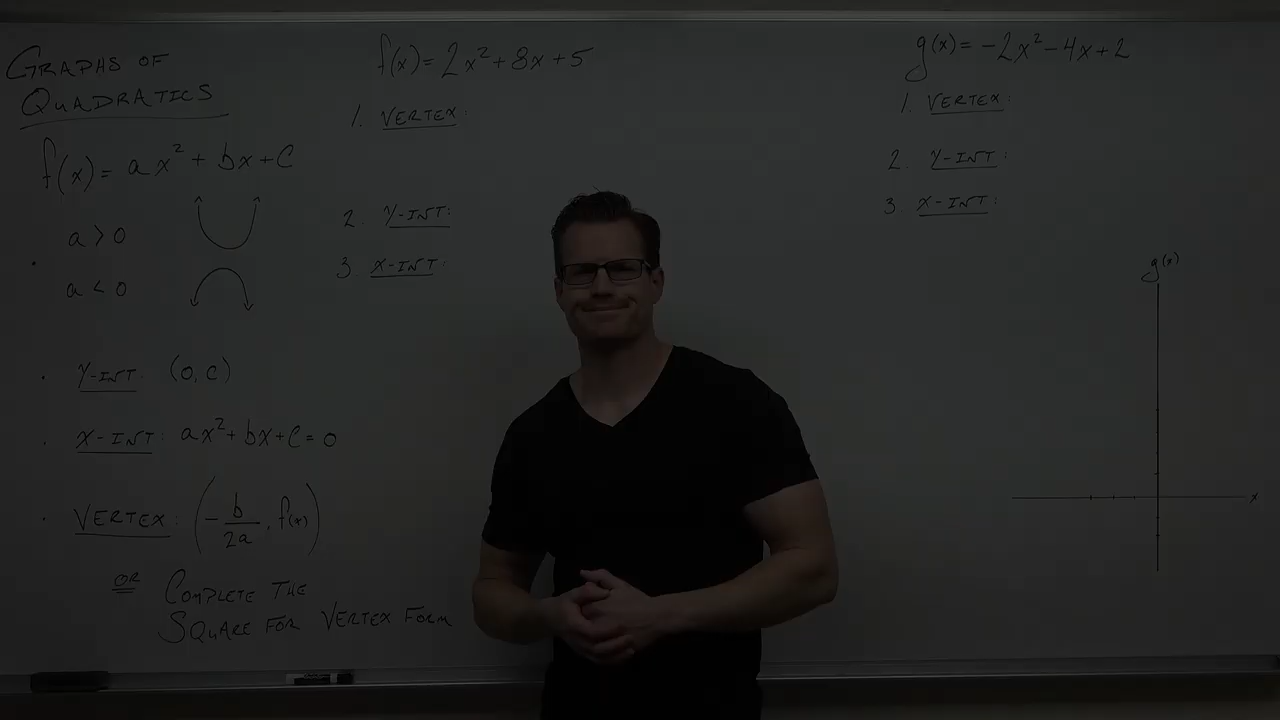 GRAPHS OF
QUADRATICS
f(x) = ax² + bx + c
a > 0
a < 0
Y-INT: (0, c)
X-INT: ax² + bx + c = 0
VERTEX: (-b/2a, f(x))
OR COMPLETE THE
SQUARE FOR VERTEX FORM
f(x) = 2x² + 8x + 5
1. VERTEX:
2. Y-INT:
3. X-INT:
g(x) = -2x² - 4x + 2
1. VERTEX:
2. Y-INT:
3. X-INT:
g(x)
x